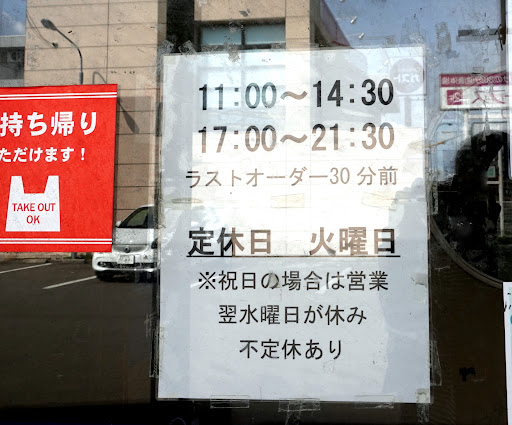 持ち帰り
ただけます！
TAKE OUT
OK
11:00～14:30
17:00～21:30
ラストオーダー30分前
定休日　火曜日
※祝日の場合は営業
翌水曜日が休み
不定休あり